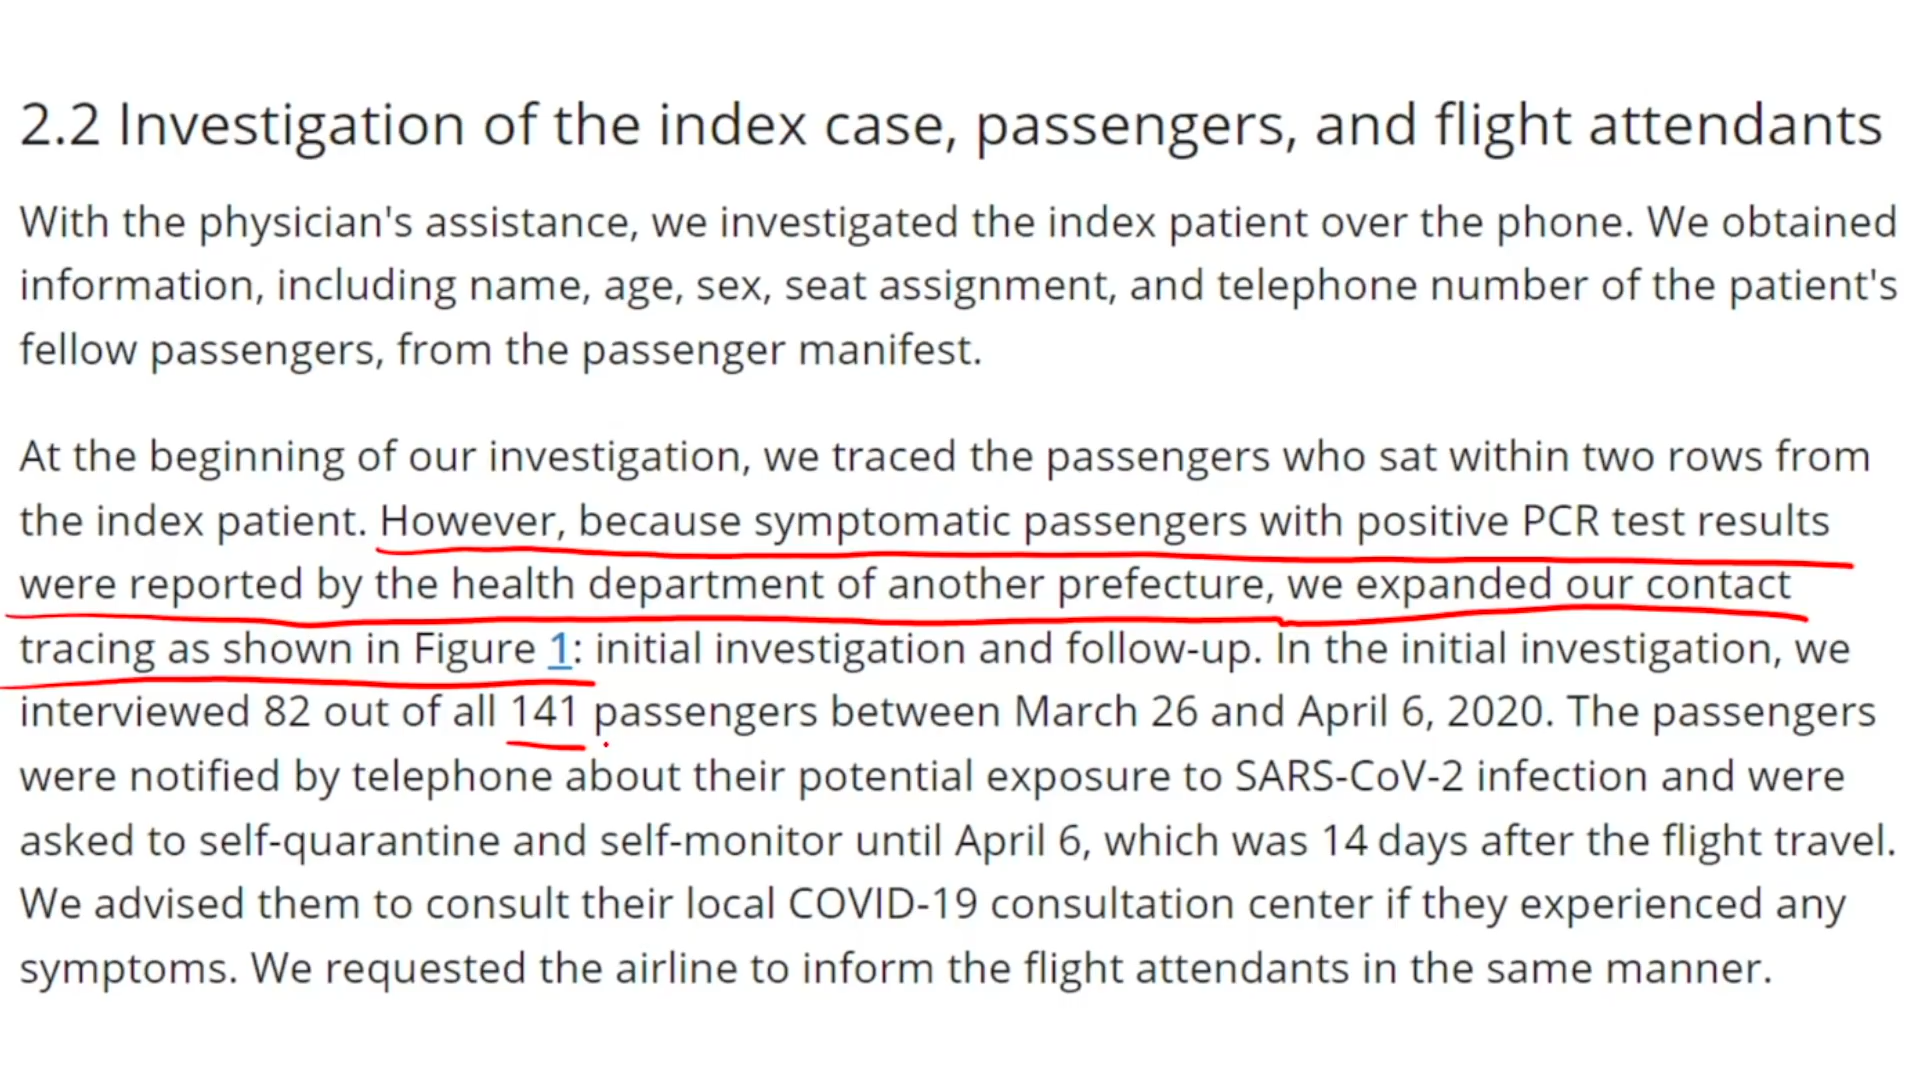 2.2 Investigation of the index case, passengers, and flight attendants
With the physician's assistance, we investigated the index patient over the phone. We obtained
information, including name, age, sex, seat assignment, and telephone number of the patient's
fellow passengers, from the passenger manifest.
At the beginning of our investigation, we traced the passengers who sat within two rows from
the index patient. However, because symptomatic passengers with positive PCR test results
were reported by the health department of another prefecture, we expanded our contact
tracing as shown in Figure 1: initial investigation and follow-up. In the initial investigation, we
interviewed 82 out of all 141 passengers between March 26 and April 6, 2020. The passengers
were notified by telephone about their potential exposure to SARS-CoV-2 infection and were
asked to self-quarantine and self-monitor until April 6, which was 14 days after the flight travel.
We advised them to consult their local COVID-19 consultation center if they experienced any
symptoms. We requested the airline to inform the flight attendants in the same manner.